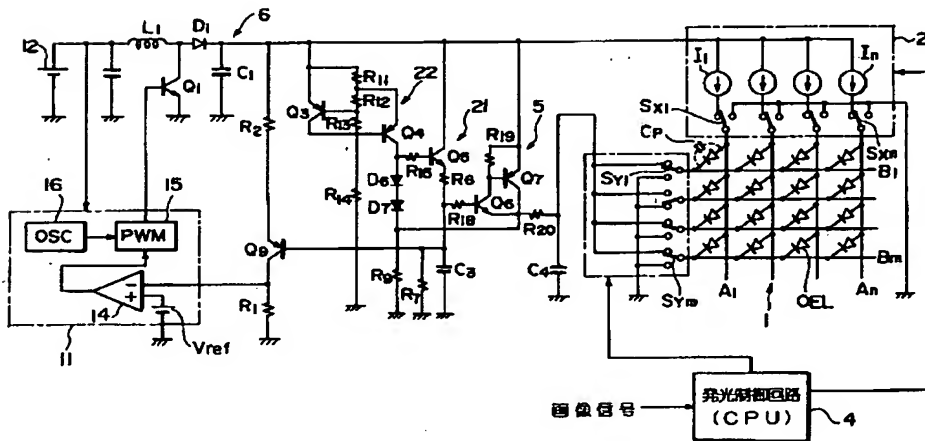 L1
D1
6
12
C1
Q1
R2
R11
R12
R13
Q3
22
Q4
21
Q5
R16
R6
R19
5
Q7
Q6
R18
R20
D6
D7
R14
Q9
R9
R7
C3
C4
R1
16
OSC
15
PWM
14
Vref
11
I1
In
2
SX1
SXn
CP
SY1
SYm
B1
Bm
A1
1
OEL
An
画像信号
発光制御回路
(CPU)
4